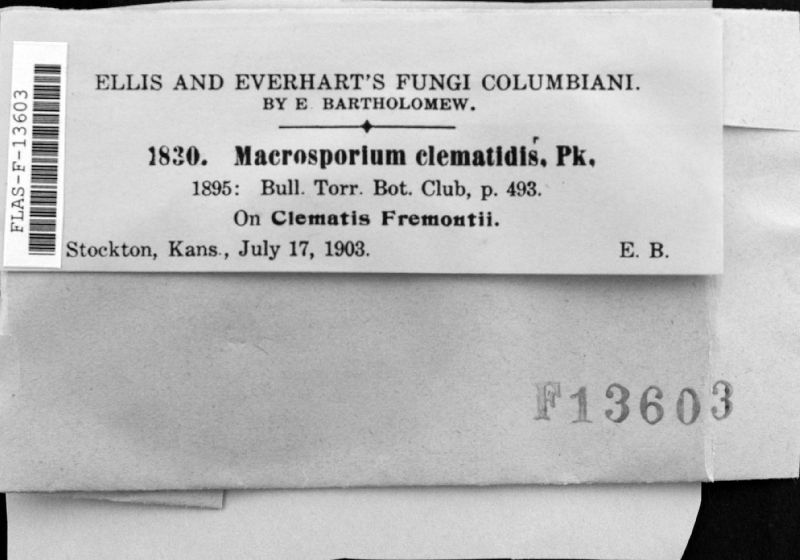 ELLIS AND EVERHART'S FUNGI COLUMBIANI.
BY E. BARTHOLOMEW.
1830. Macrosporium clematidis, Pk.
1895: Bull. Torr. Bot. Club, p. 493.
On Clematis Fremontii.
Stockton, Kans., July 17, 1903. E. B.
FLAS-F-13603
F13603